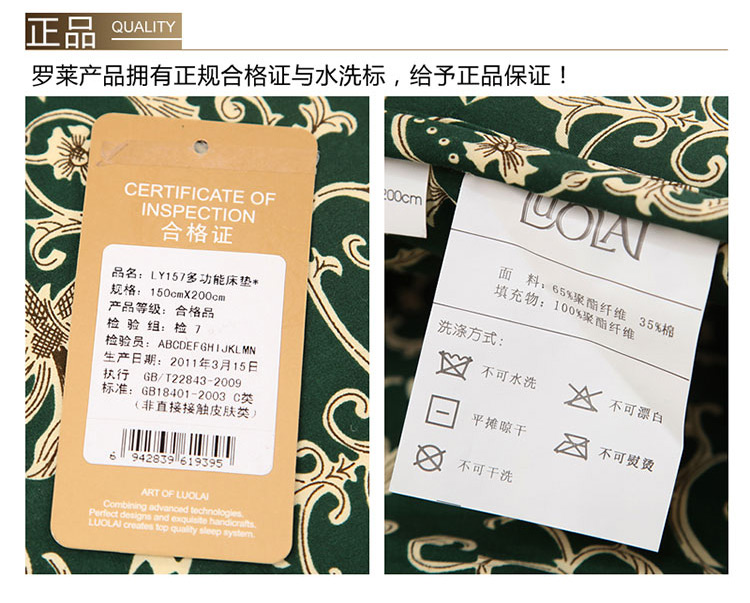 正品 QUALITY
罗莱产品拥有正规合格证与水洗标，给予正品保证！
CERTIFICATE OF
INSPECTION
合格证
品名：LY157多功能床垫*
规格：150cmX200cm
产品等级：合格品
检 验 组：检 7
检验员：ABCDEFGHIJKLMN
生产日期：2011年3月15日
执行 GB/T22843-2009
标准：GB18401-2003 C类
（非直接接触皮肤类）
6 942839 619395
ART OF LUOLAI
Combining advanced technologies.
Perfect designs and exquisite handicrafts.
LUOLAI creates top quality sleep system.
200cm
LUOLAI
面 料：65%聚酯纤维 35%棉
填充物：100%聚酯纤维
洗涤方式：
不可水洗
不可漂白
平摊晾干
不可熨烫
不可干洗